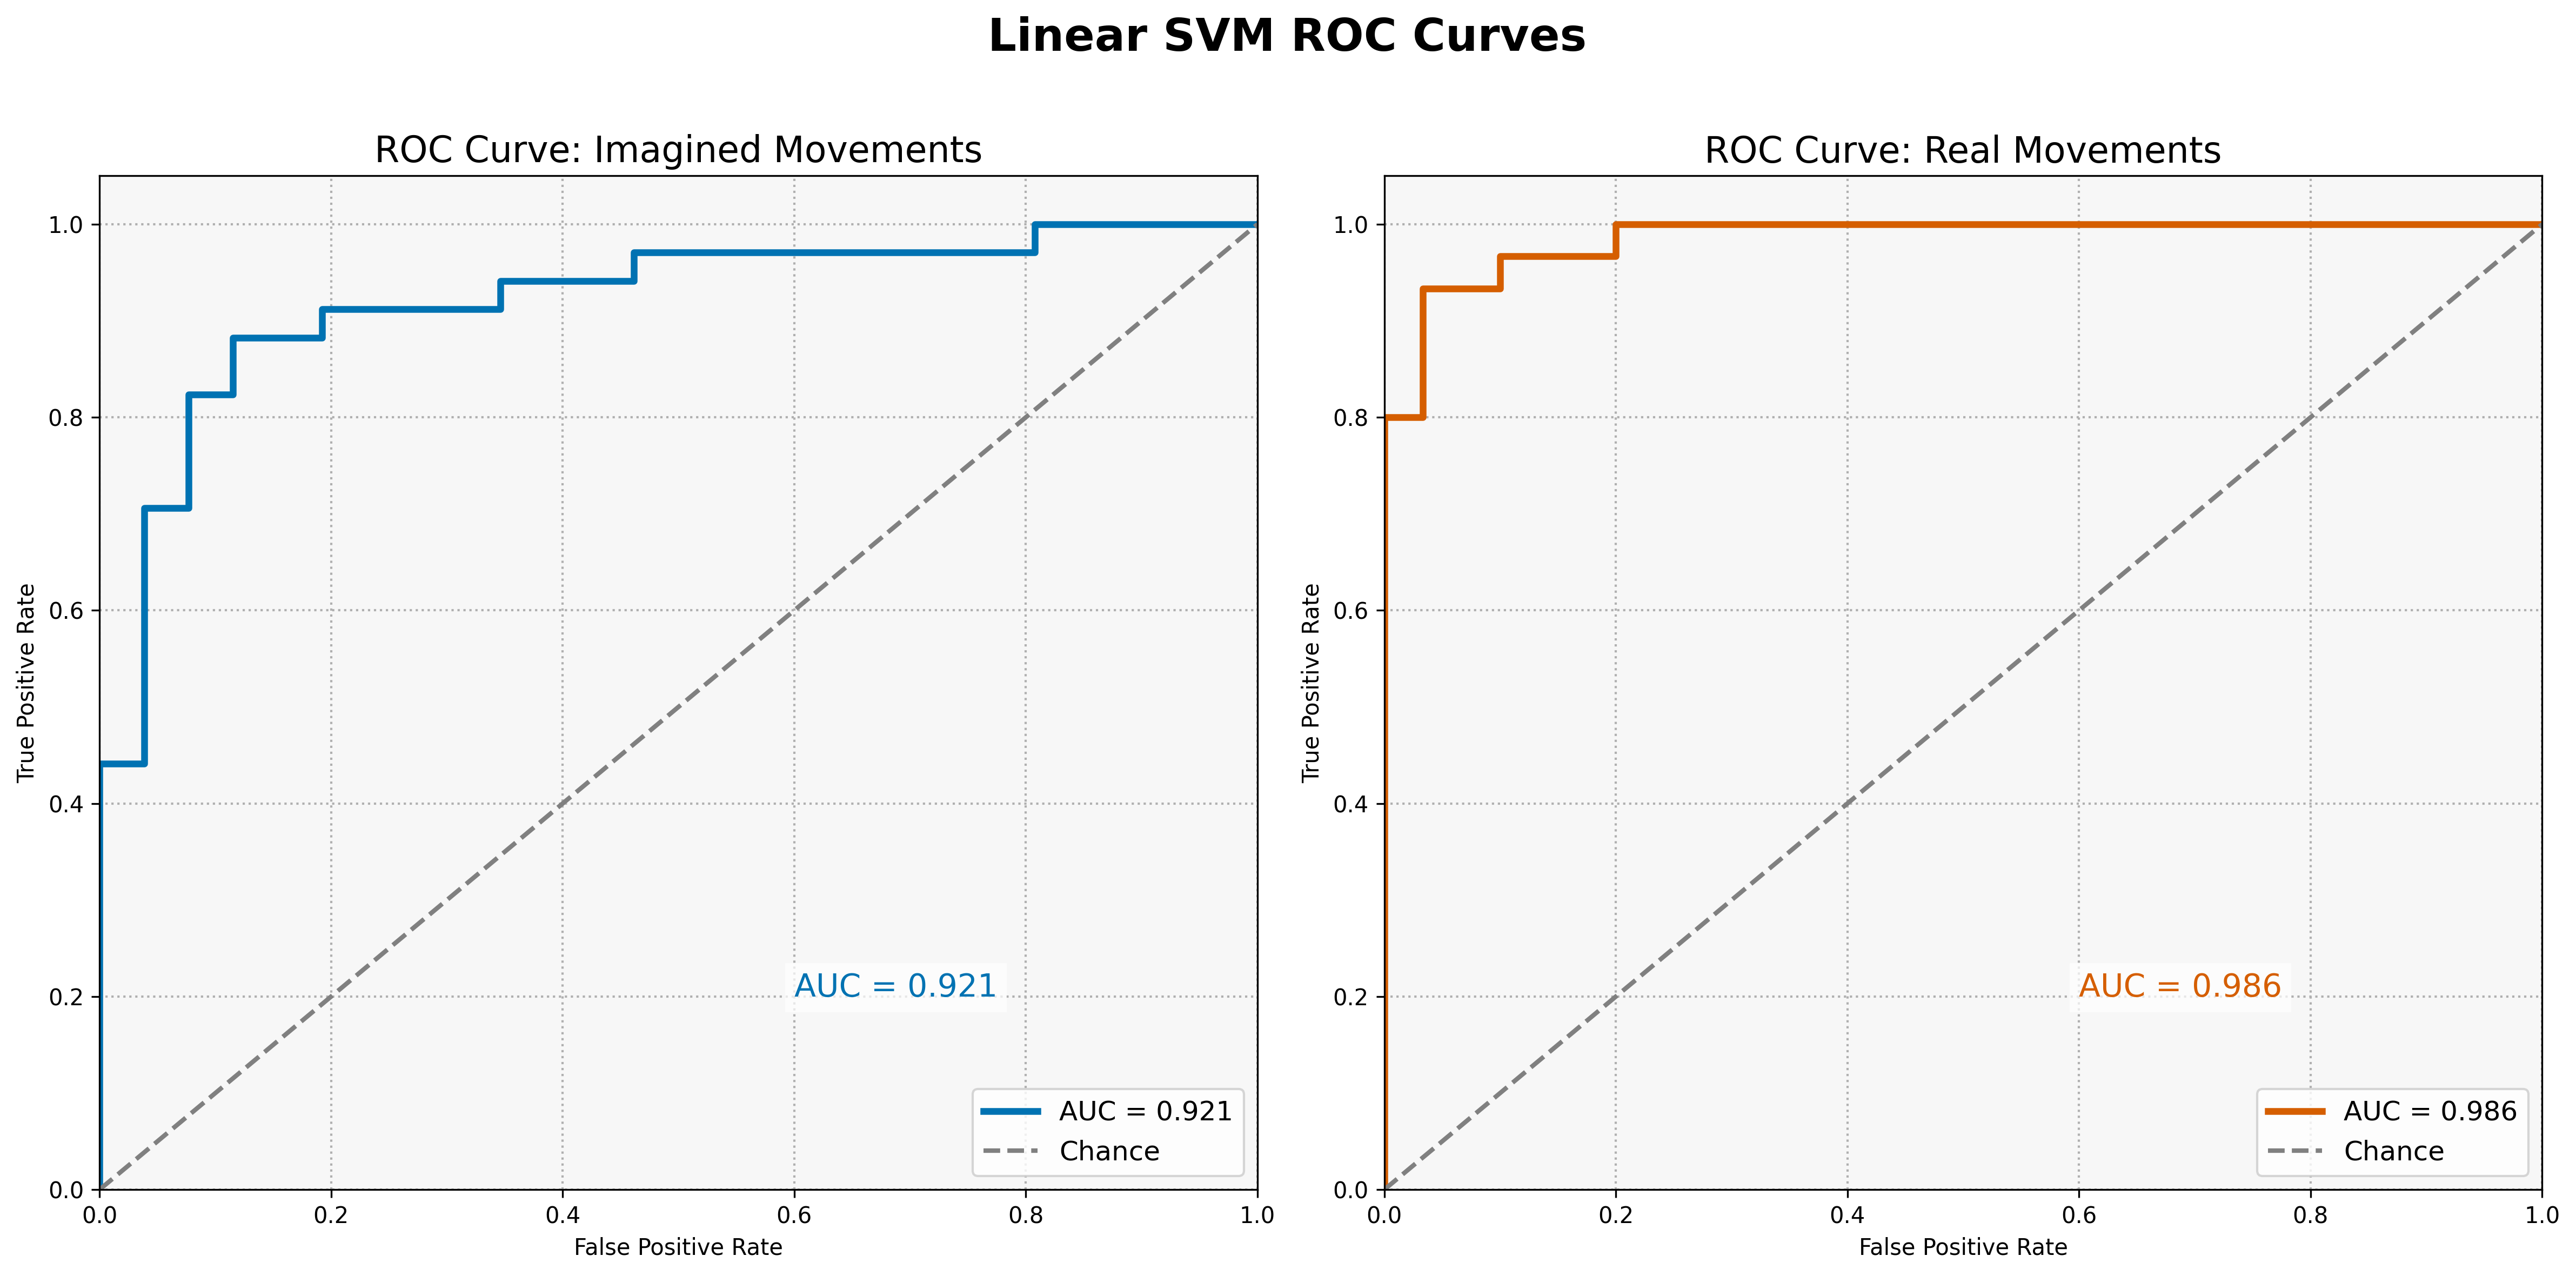 Linear SVM ROC Curves
ROC Curve: Imagined Movements
True Positive Rate
1.0
0.8
0.6
0.4
0.2
0.0
0.0 0.2 0.4 0.6 0.8 1.0
False Positive Rate
AUC = 0.921
AUC = 0.921
Chance
ROC Curve: Real Movements
True Positive Rate
1.0
0.8
0.6
0.4
0.2
0.0
0.0 0.2 0.4 0.6 0.8 1.0
False Positive Rate
AUC = 0.986
AUC = 0.986
Chance